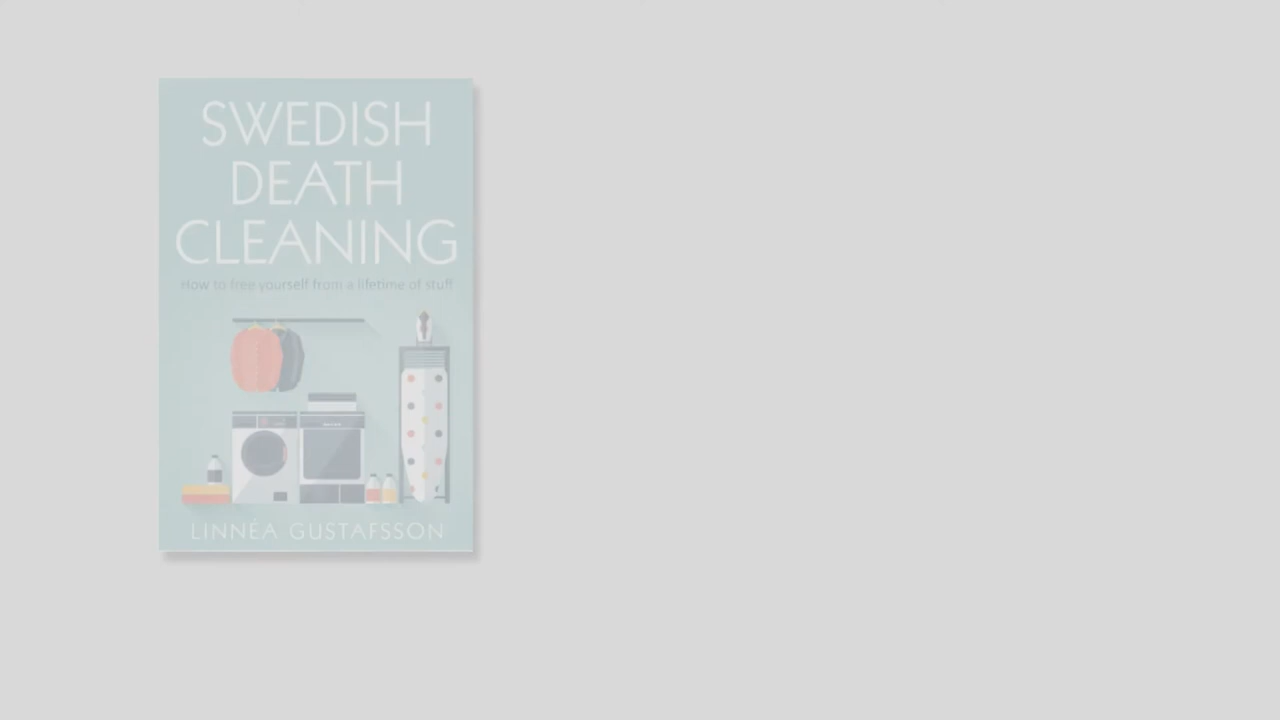 SWEDISH
DEATH
CLEANING
How to free yourself from a lifetime of stuff
LINNÉA GUSTAFSSON